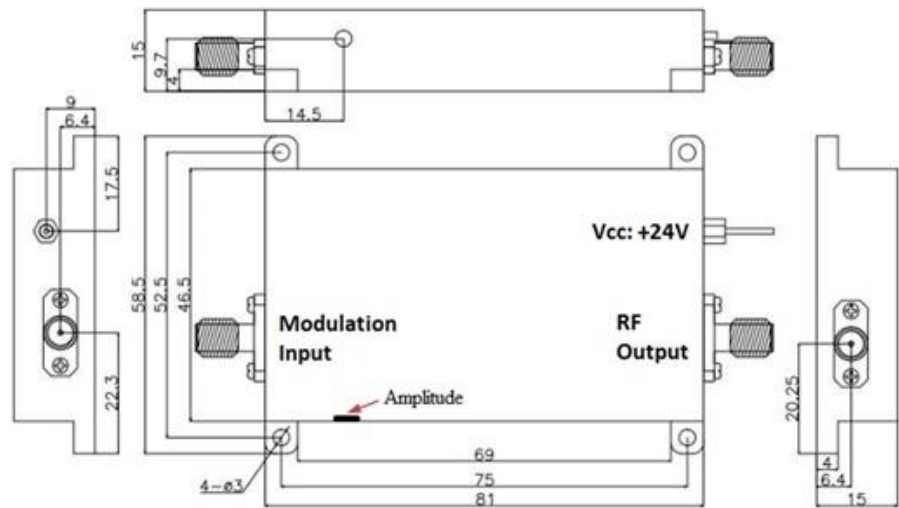 15
9.7
4
14.5
9
6.4
17.5
22.3
58.5
52.5
46.5
Vcc: +24V
Modulation
Input
RF
Output
Amplitude
4-ø3
69
75
81
20.25
4
6.4
15